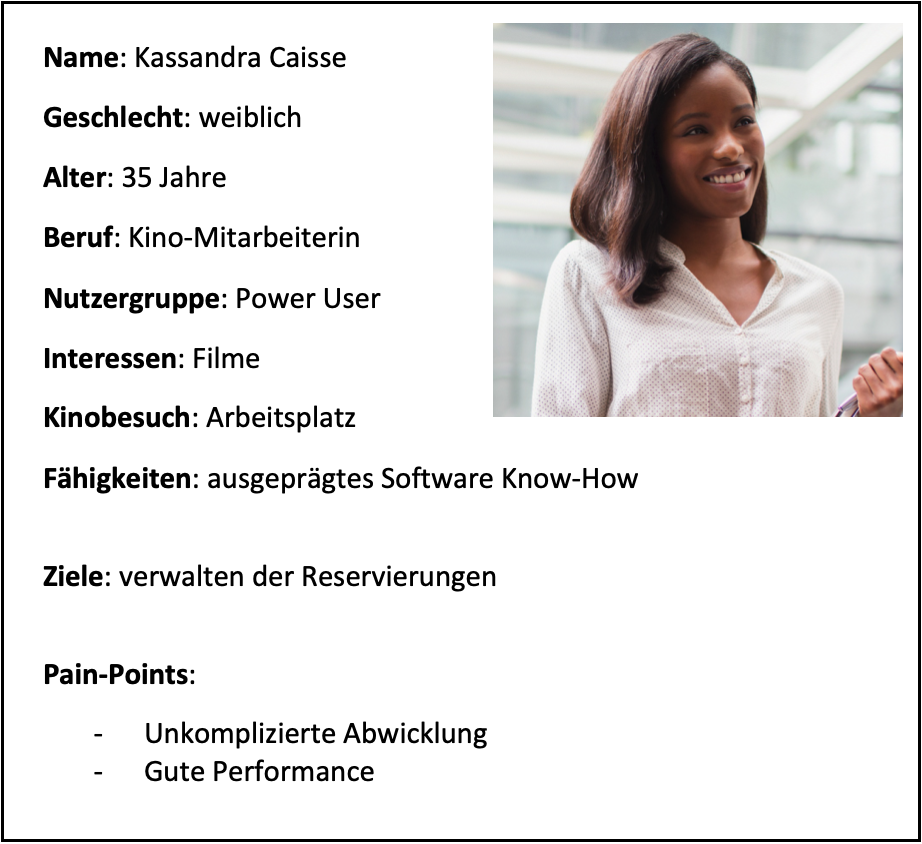 Name: Kassandra Caisse
Geschlecht: weiblich
Alter: 35 Jahre
Beruf: Kino-Mitarbeiterin
Nutzergruppe: Power User
Interessen: Filme
Kinobesuch: Arbeitsplatz
Fähigkeiten: ausgeprägtes Software Know-How
Ziele: verwalten der Reservierungen
Pain-Points:
- Unkomplizierte Abwicklung
- Gute Performance